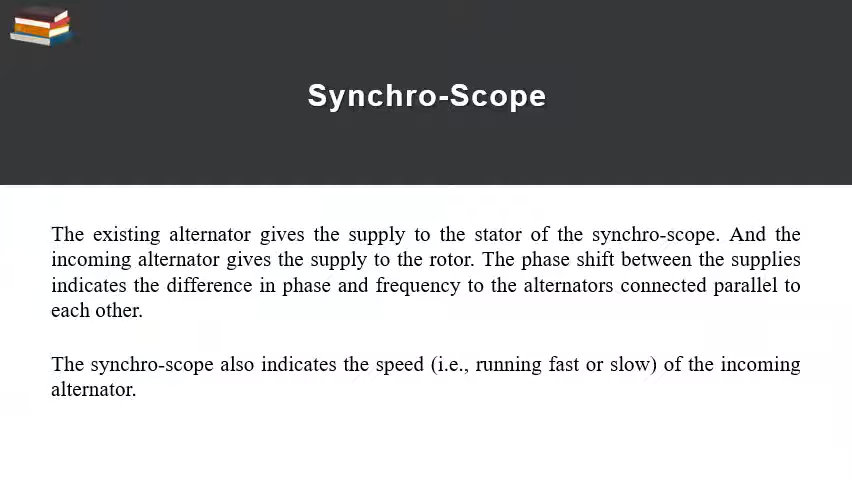 Synchro-Scope
The existing alternator gives the supply to the stator of the synchro-scope. And the
incoming alternator gives the supply to the rotor. The phase shift between the supplies
indicates the difference in phase and frequency to the alternators connected parallel to
each other.
The synchro-scope also indicates the speed (i.e., running fast or slow) of the incoming
alternator.